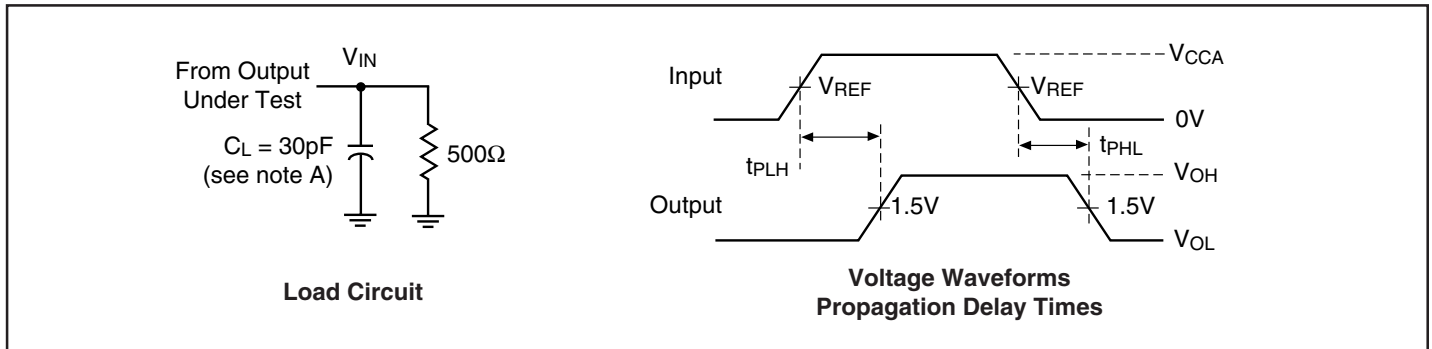 V_IN
From Output
Under Test
C_L = 30pF
(see note A)
500Ω
Load Circuit
Input
V_REF
V_REF
V_CCA
0V
t_PLH
t_PHL
Output
1.5V
1.5V
V_OH
V_OL
Voltage Waveforms
Propagation Delay Times